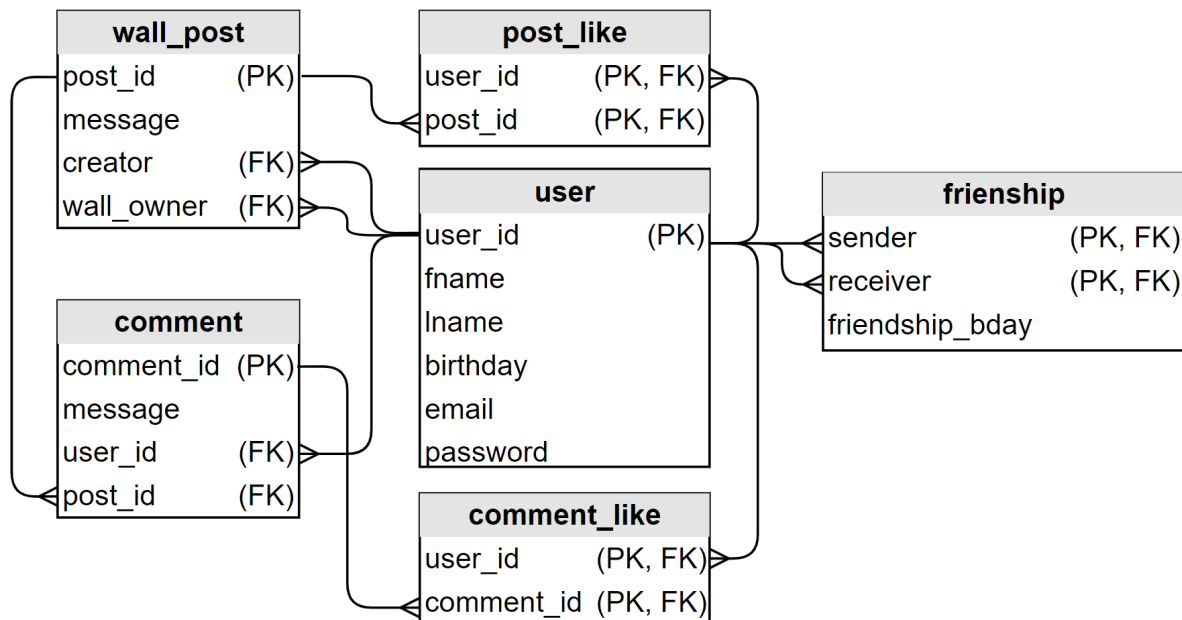 wall_post
post_id (PK)
message
creator (FK)
wall_owner (FK)
post_like
user_id (PK, FK)
post_id (PK, FK)
user
user_id (PK)
fname
lname
birthday
email
password
frienship
sender (PK, FK)
receiver (PK, FK)
friendship_bday
comment
comment_id (PK)
message
user_id (FK)
post_id (FK)
comment_like
user_id (PK, FK)
comment_id (PK, FK)